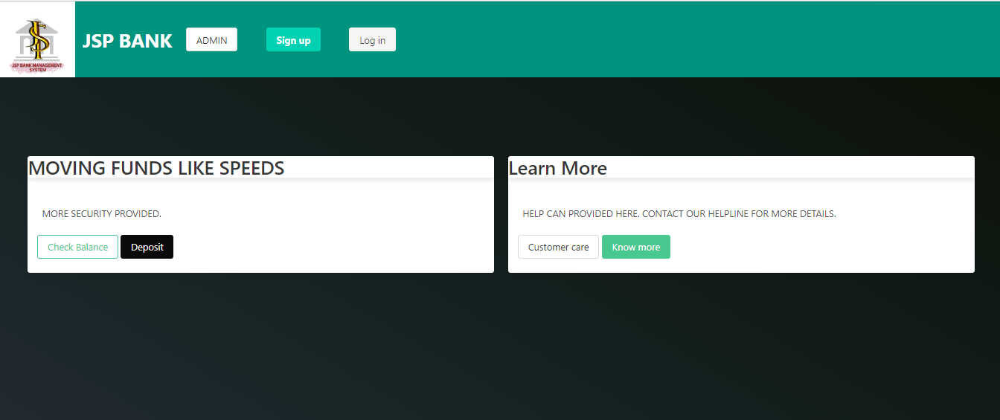 JSP BANK MANAGEMENT
SYSTEM
JSP BANK
ADMIN
Sign up
Log in
MOVING FUNDS LIKE SPEEDS
MORE SECURITY PROVIDED.
Check Balance
Deposit
Learn More
HELP CAN PROVIDED HERE. CONTACT OUR HELPLINE FOR MORE DETAILS.
Customer care
Know more